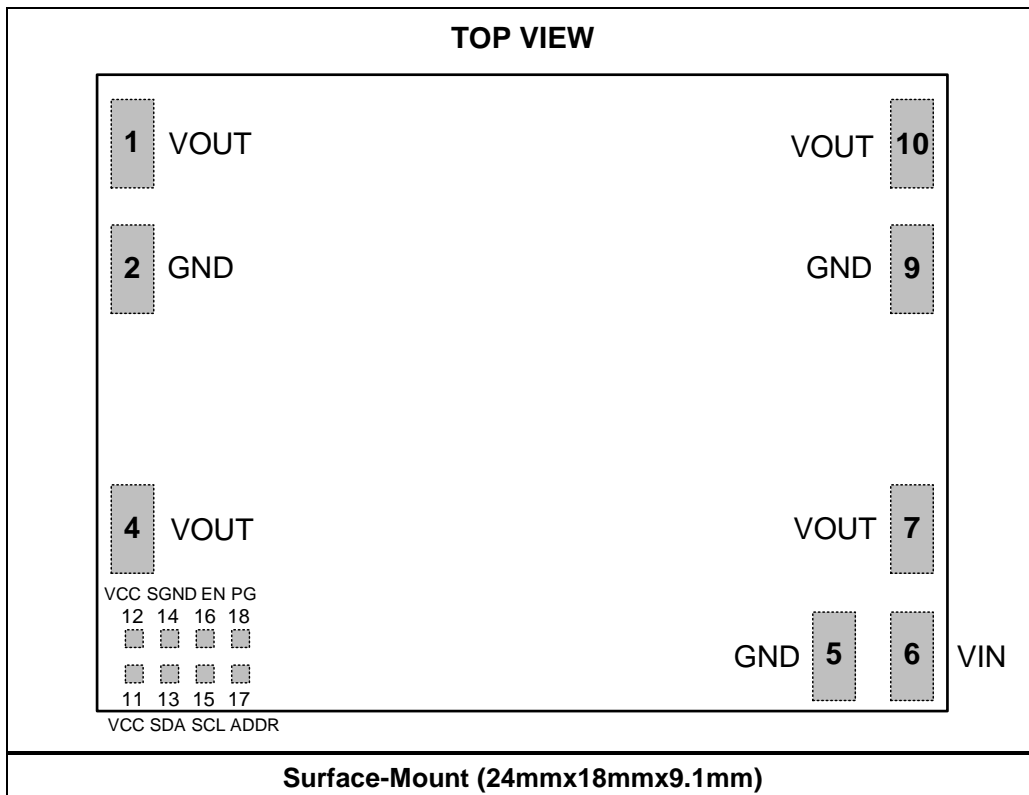 TOP VIEW
1 VOUT VOUT 10
2 GND GND 9
4 VOUT VOUT 7
VCC SGND EN PG
12 14 16 18
GND 5 6 VIN
11 13 15 17
VCC SDA SCL ADDR
Surface-Mount (24mmx18mmx9.1mm)